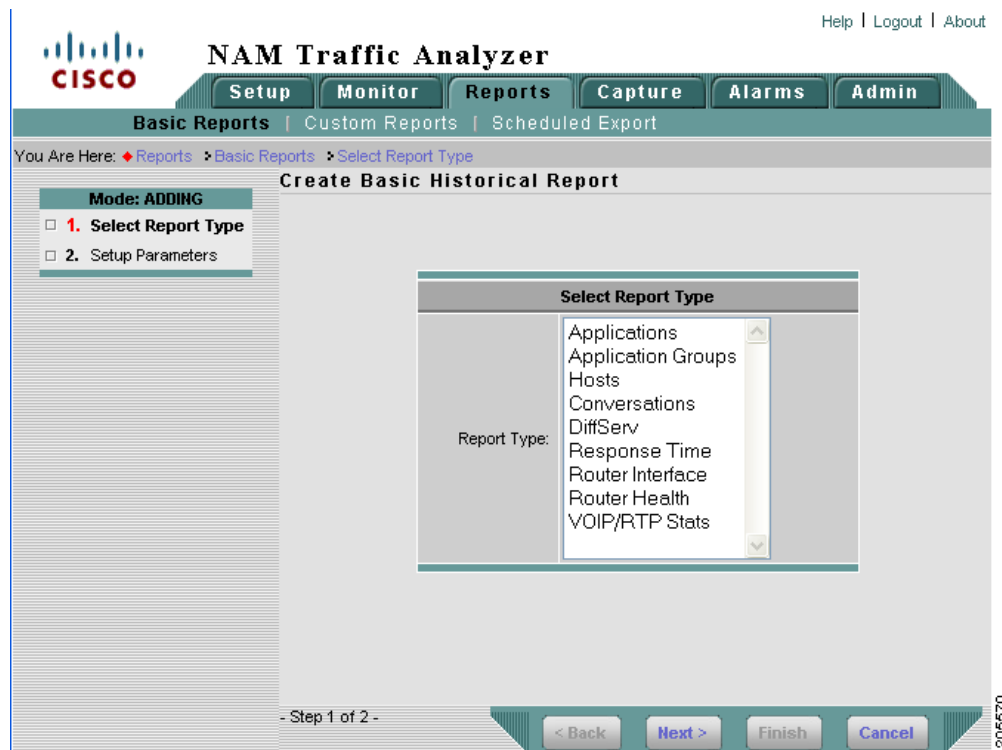 Help | Logout | About
CISCO
NAM Traffic Analyzer
Setup Monitor Reports Capture Alarms Admin
Basic Reports | Custom Reports | Scheduled Export
You Are Here: Reports Basic Reports Select Report Type
Create Basic Historical Report
Mode: ADDING
1. Select Report Type
2. Setup Parameters
Select Report Type
Report Type:
Applications
Application Groups
Hosts
Conversations
DiffServ
Response Time
Router Interface
Router Health
VOIP/RTP Stats
- Step 1 of 2 -
< Back Next > Finish Cancel